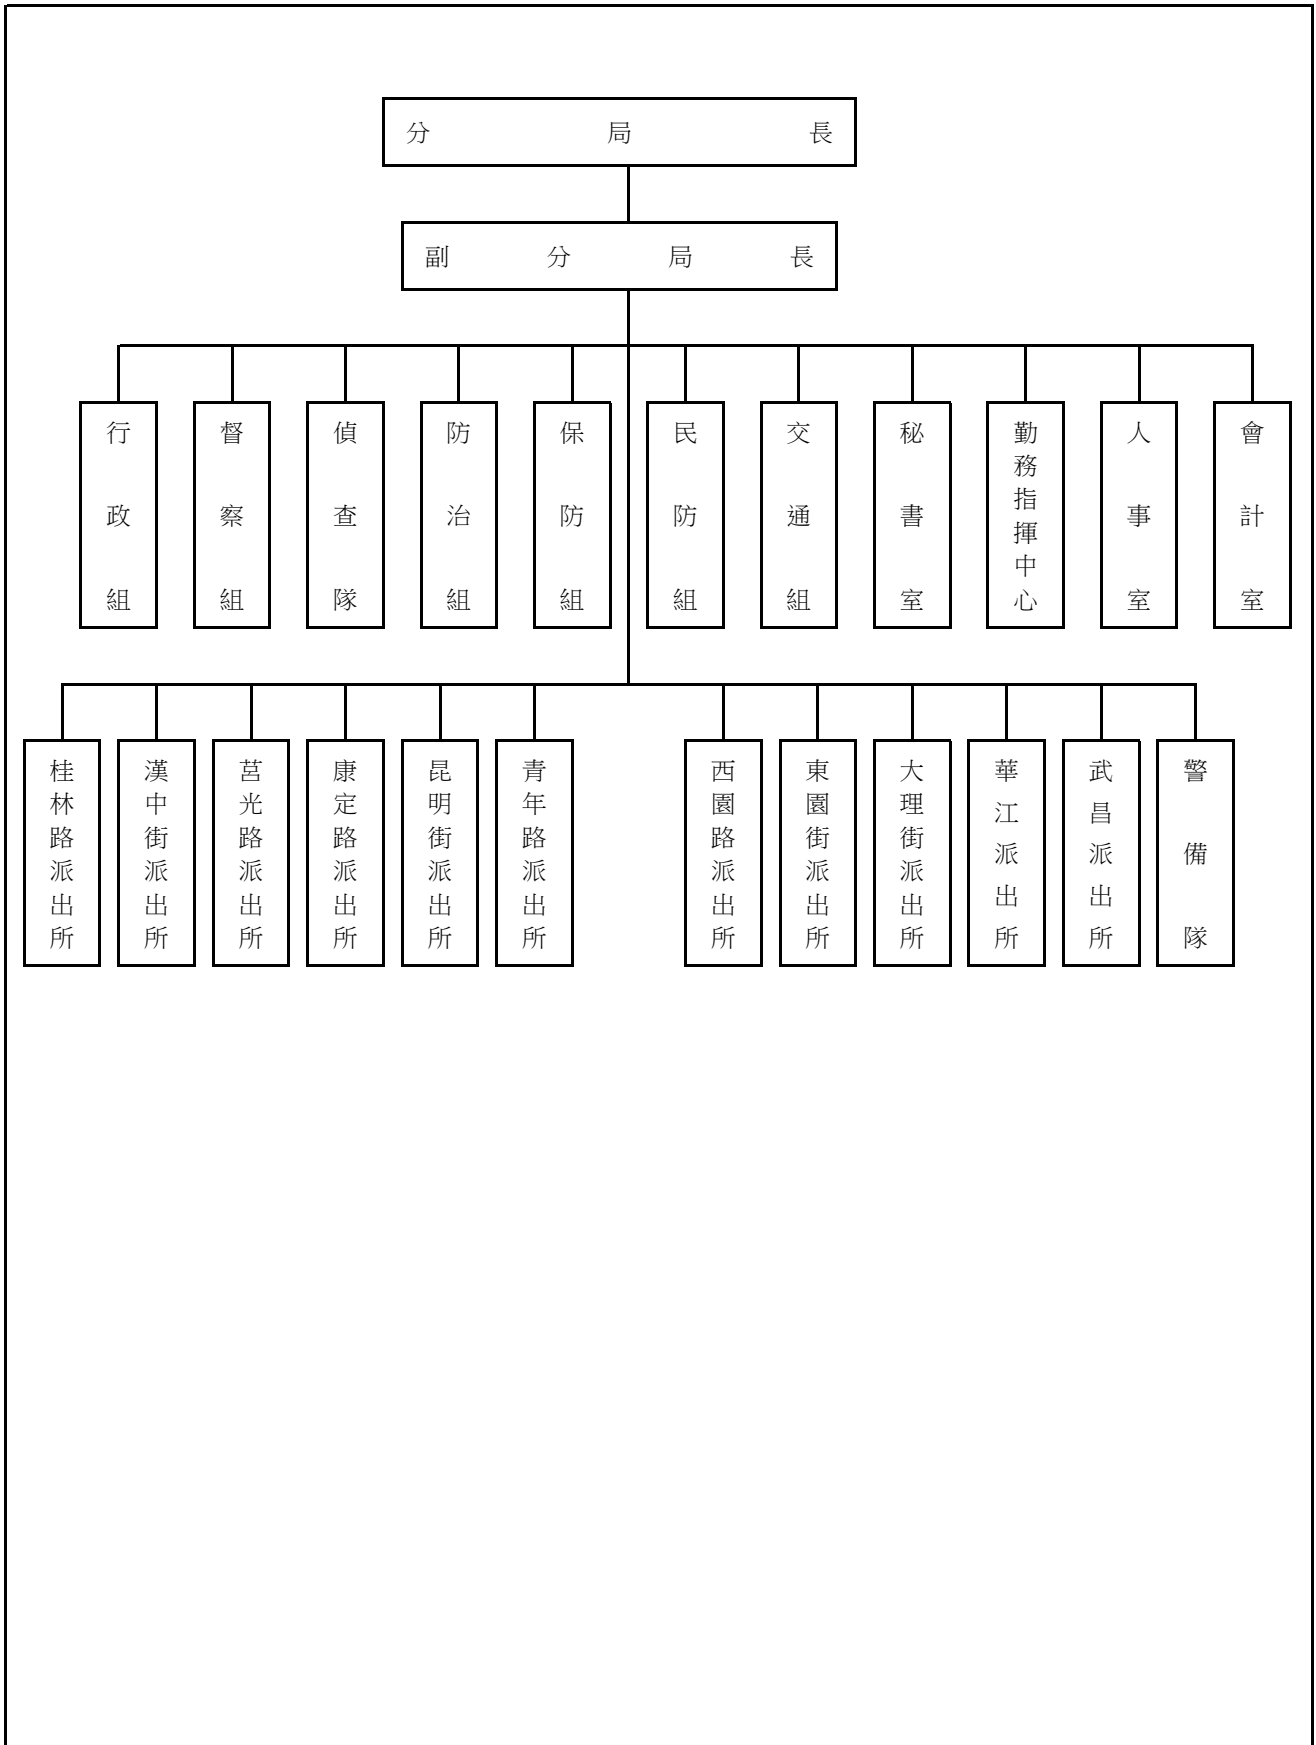 分局長
副分局長
行政組
督察組
偵查隊
防治組
保防組
民防組
交通組
秘書室
勤務指揮中心
人事室
會計室
桂林路派出所
漢中街派出所
莒光路派出所
康定路派出所
昆明街派出所
青年路派出所
西園路派出所
東園街派出所
大理街派出所
華江派出所
武昌派出所
警備隊